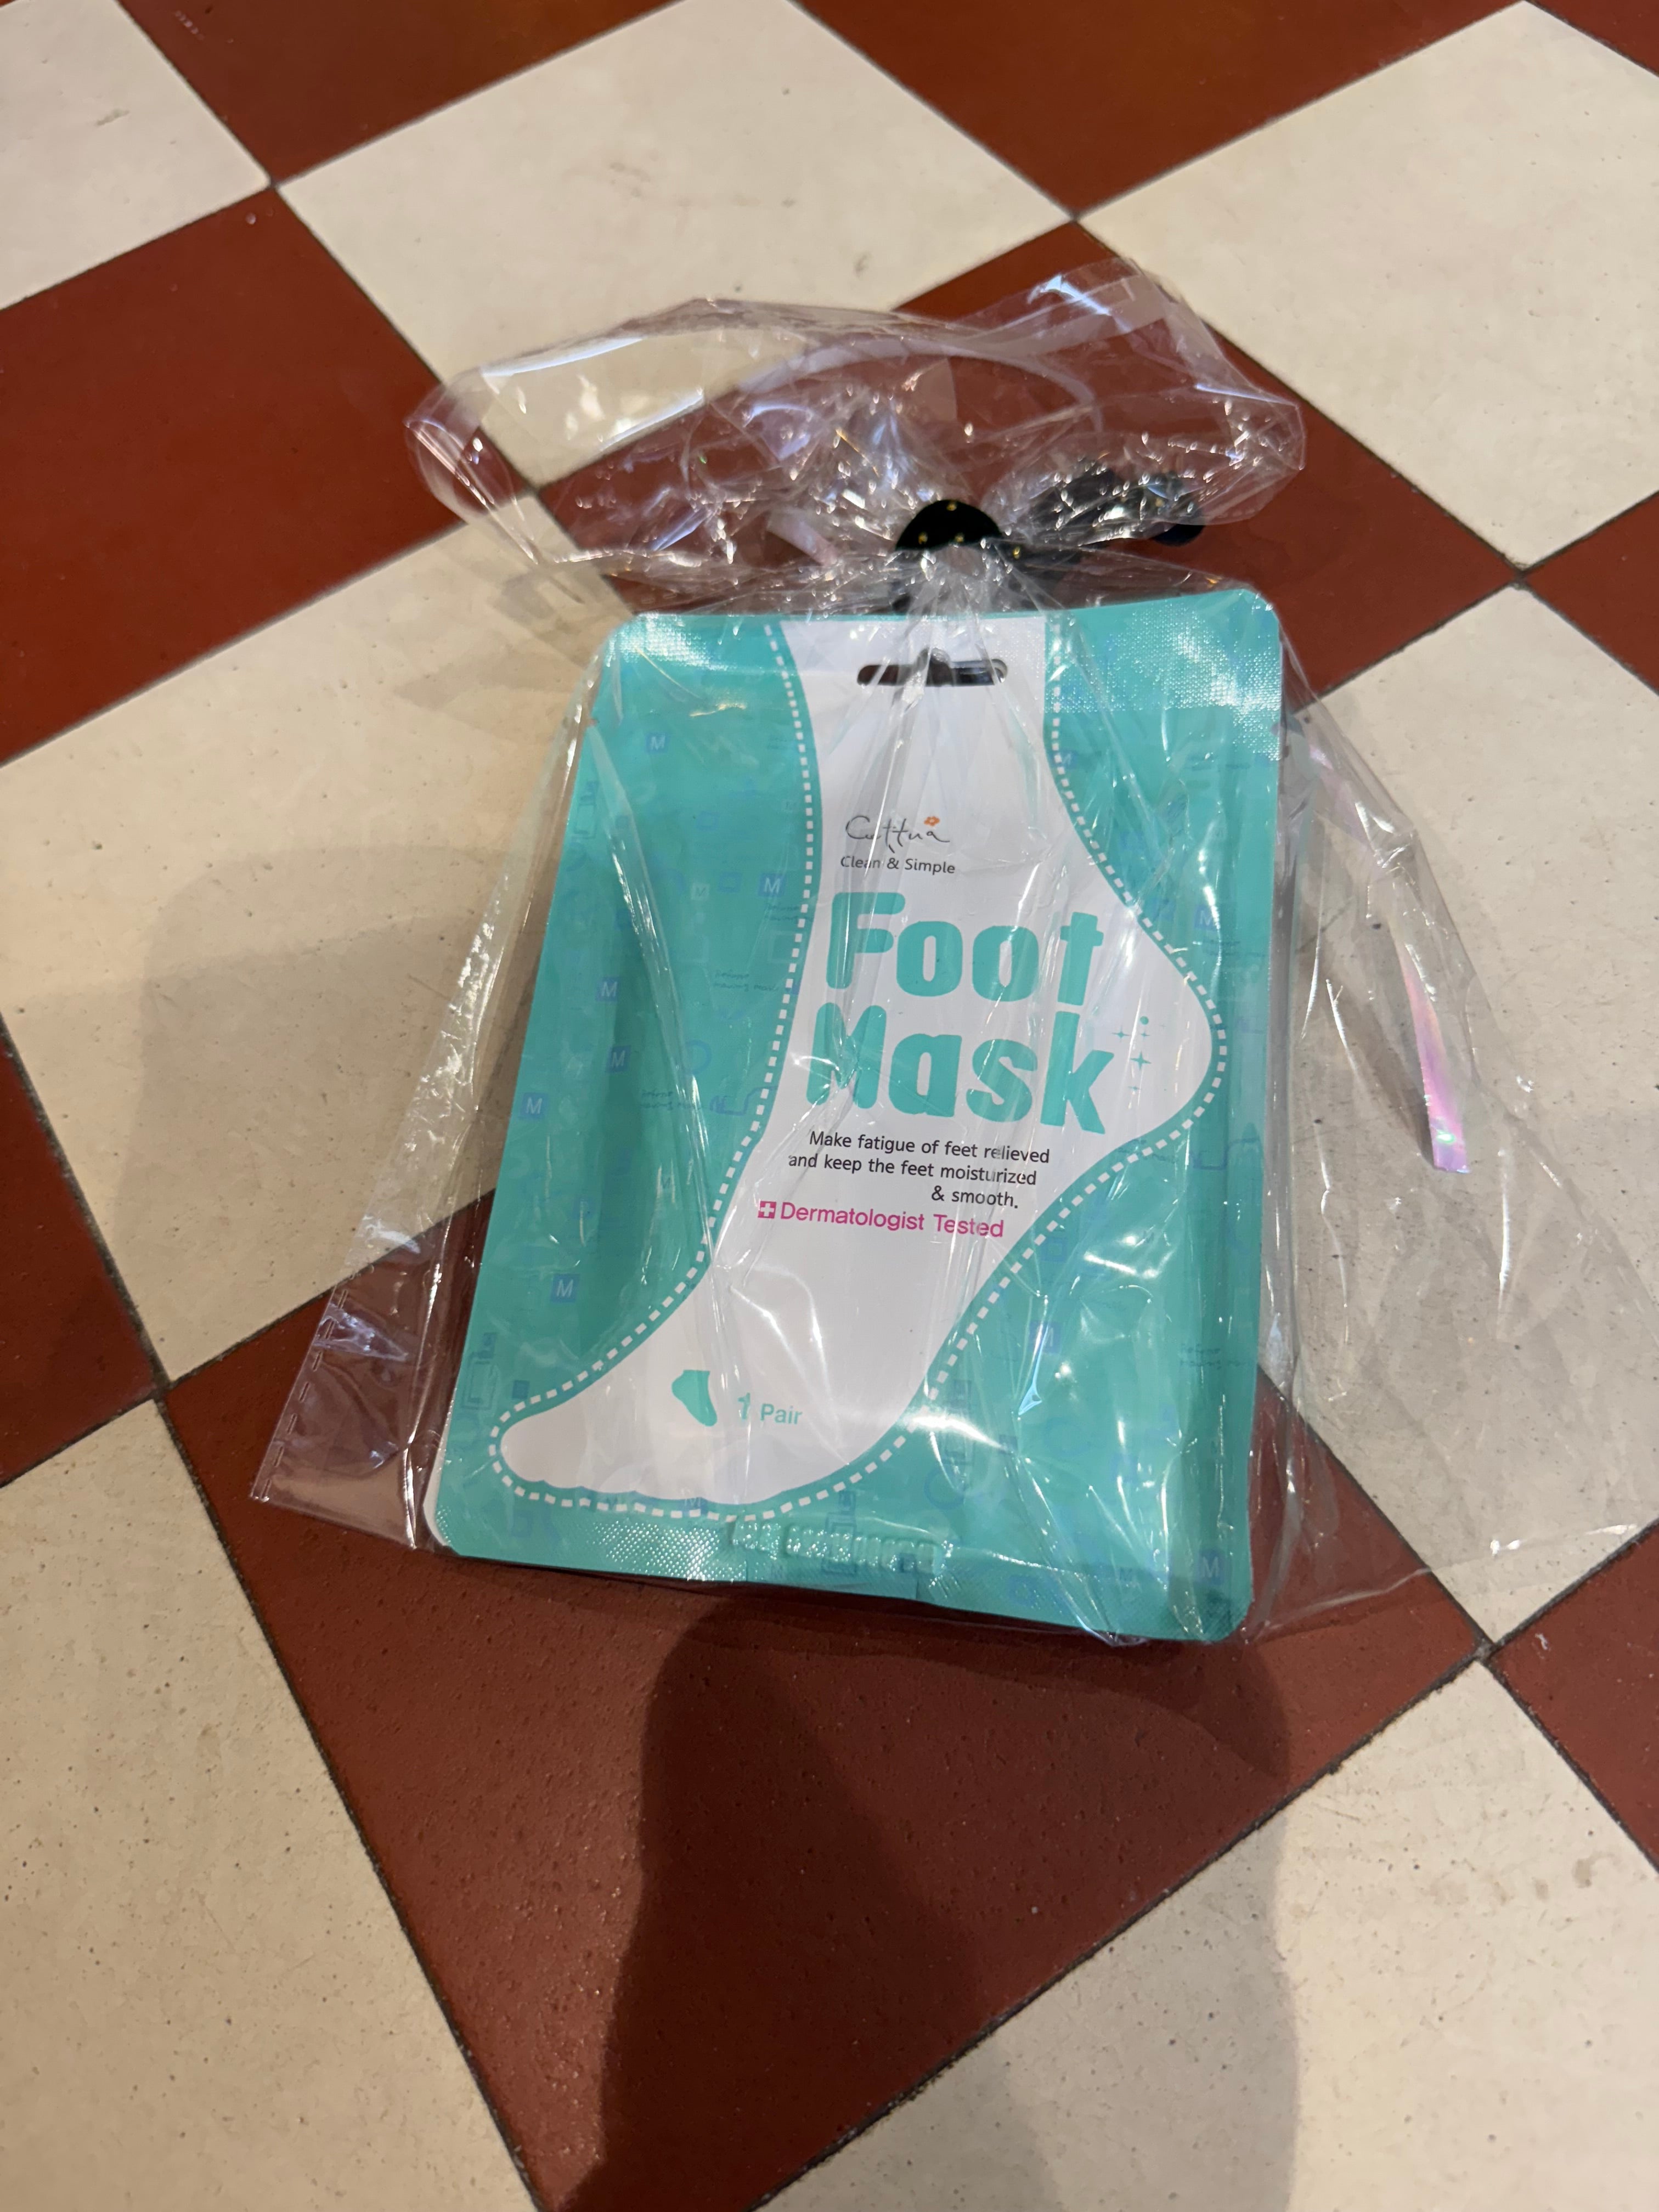 Cettua
Clean & Simple
Foot
Mask
Make fatigue of feet relieved
and keep the feet moisturized
& smooth.
Dermatologist Tested
1 Pair
M
M
M
M
M
M
M
M